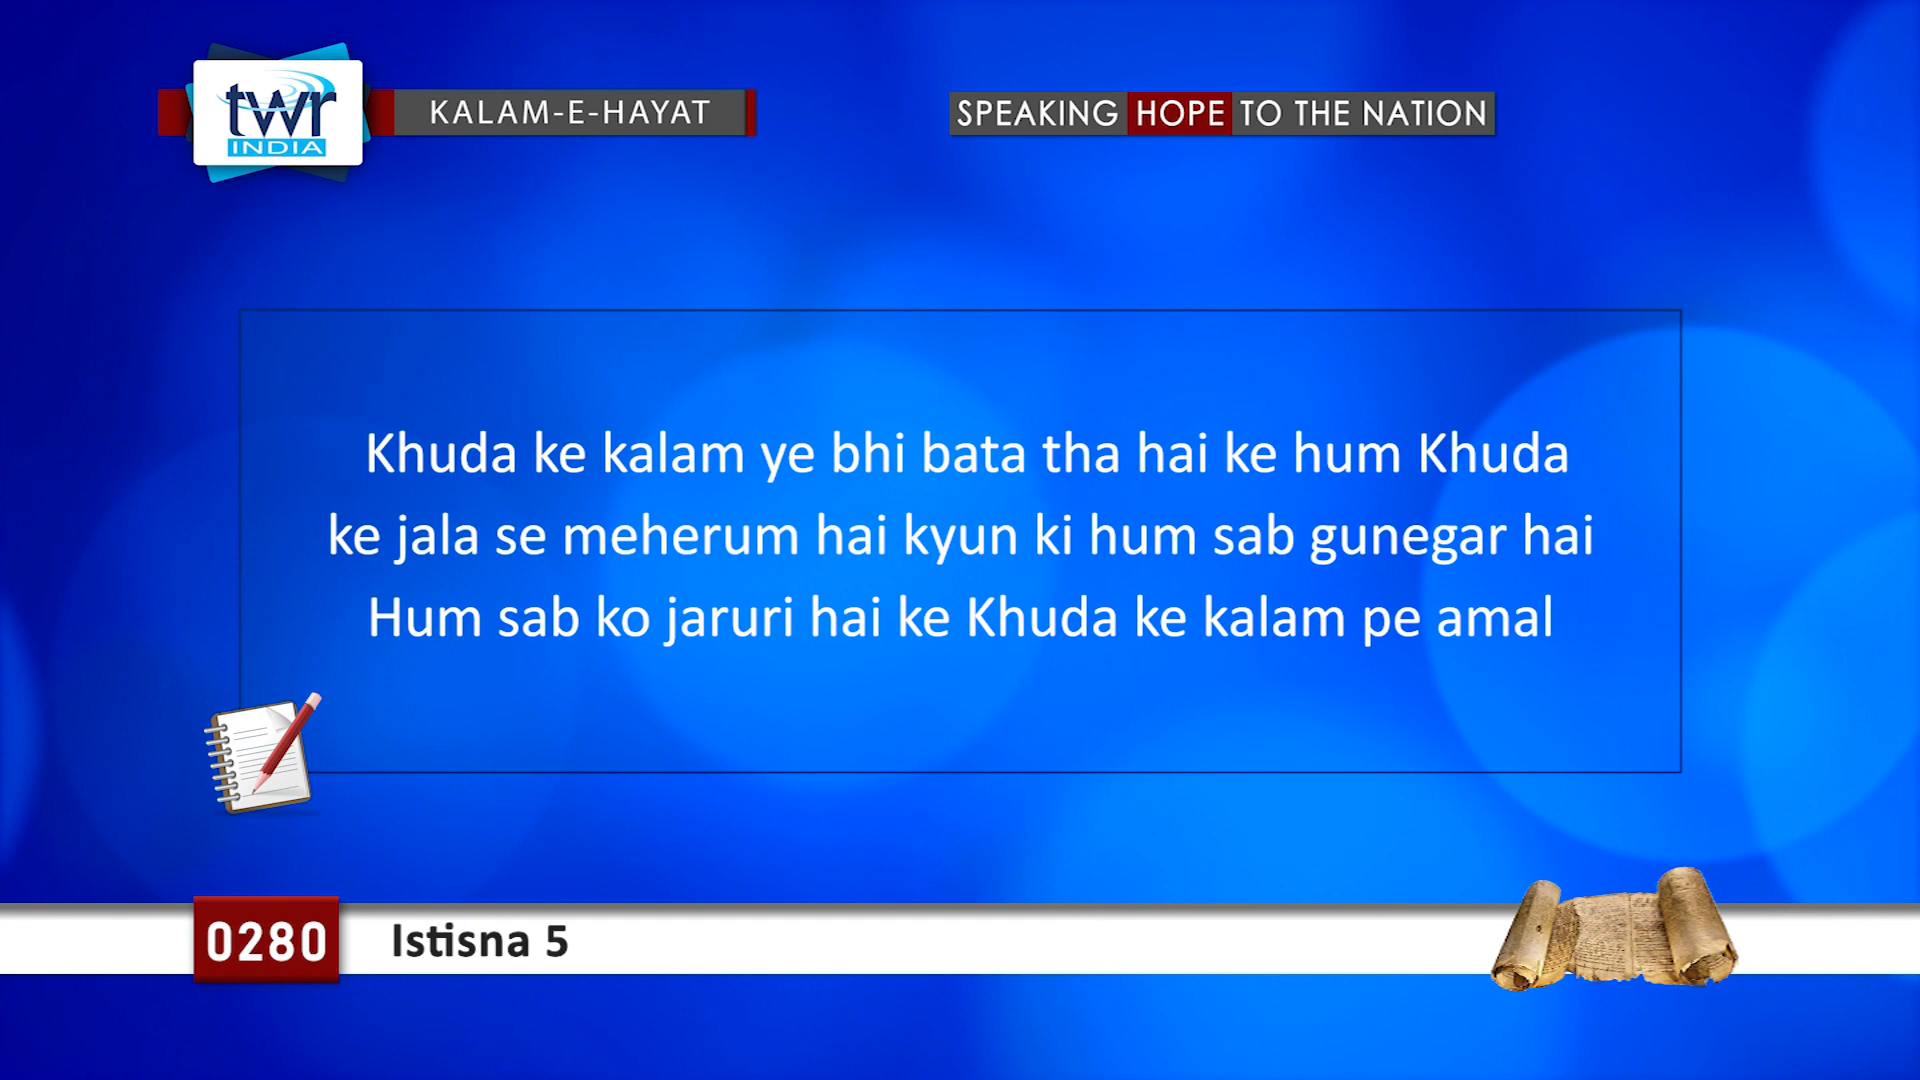 twr
INDIA
KALAM-E-HAYAT
SPEAKING HOPE TO THE NATION
Khuda ke kalam ye bhi bata tha hai ke hum Khuda
ke jala se meherum hai kyun ki hum sab gunegar hai
Hum sab ko jaruri hai ke Khuda ke kalam pe amal
0280
Istisna 5